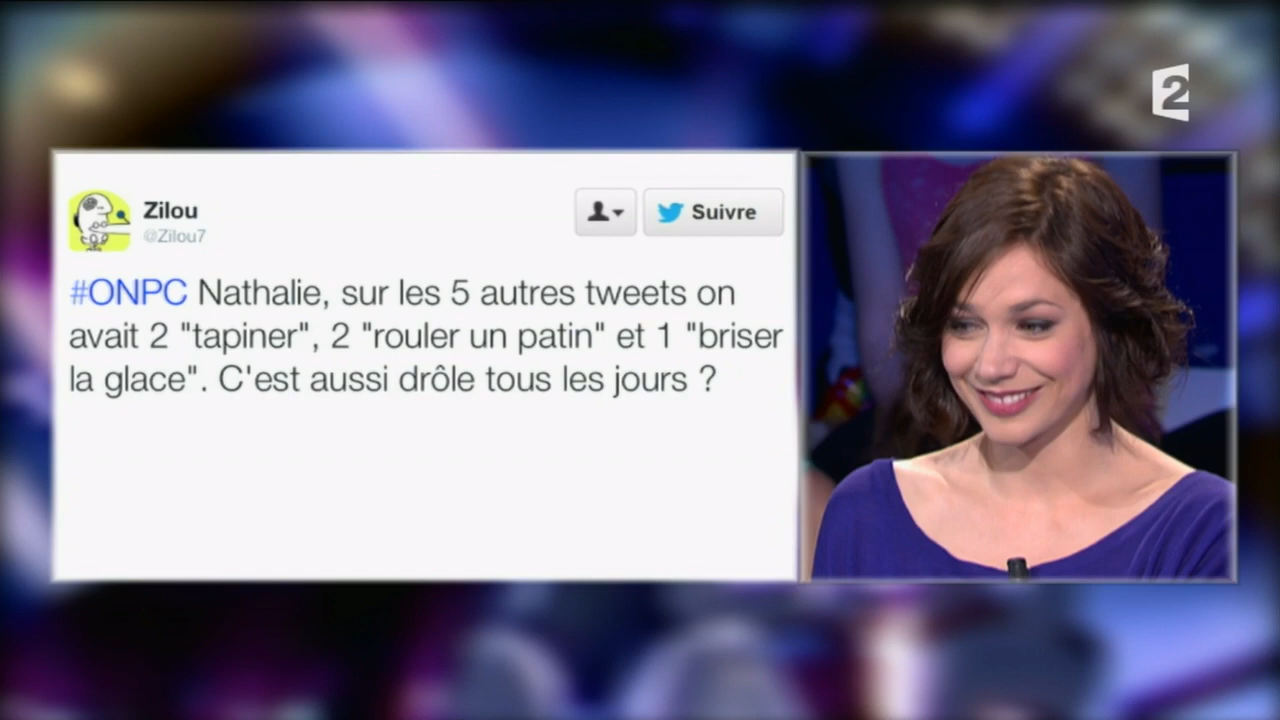 2
Zilou
@Zilou7
Suivre
#ONPC Nathalie, sur les 5 autres tweets on
avait 2 "tapiner", 2 "rouler un patin" et 1 "briser
la glace". C'est aussi drôle tous les jours ?